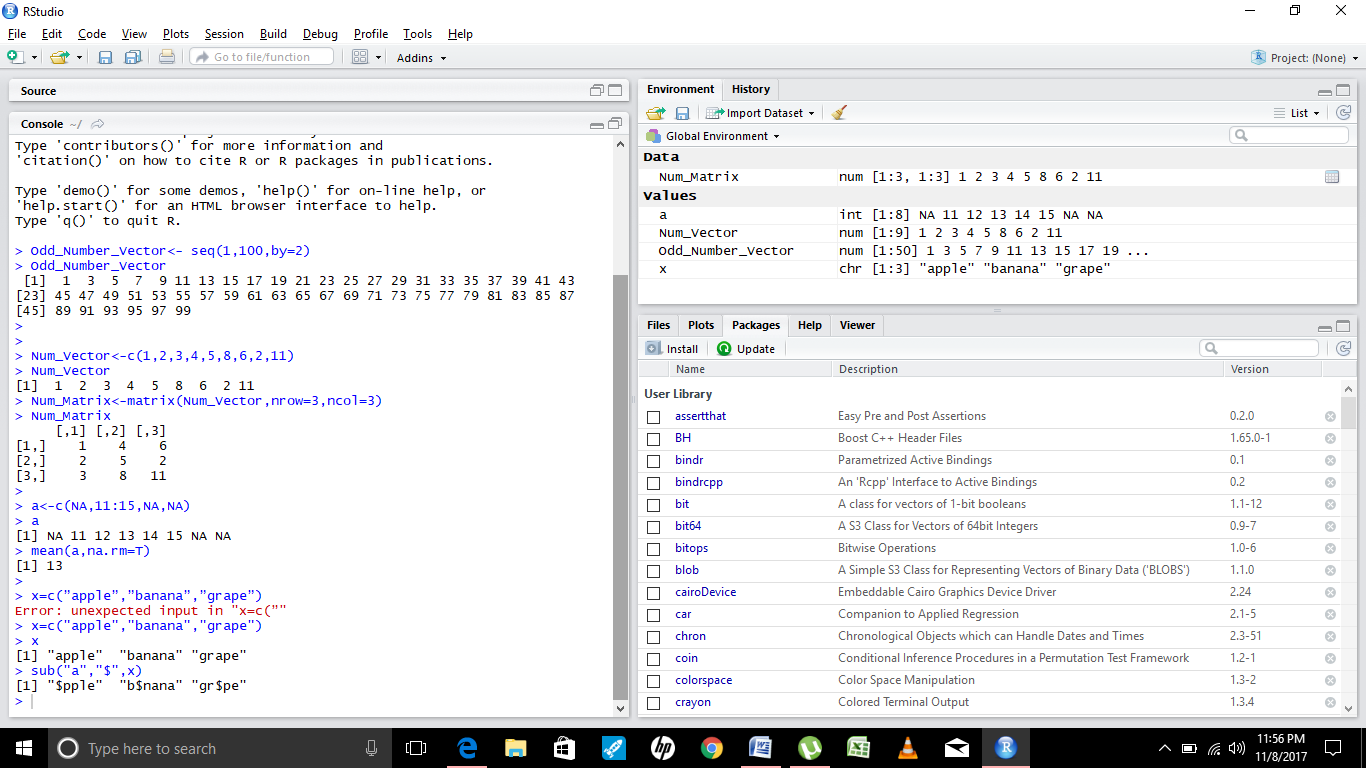 RStudio
File Edit Code View Plots Session Build Debug Profile Tools Help
Go to file/function Addins Project: (None)
Source
Console ~/
Type 'contributors()' for more information and
'citation()' on how to cite R or R packages in publications.
Type 'demo()' for some demos, 'help()' for on-line help, or
'help.start()' for an HTML browser interface to help.
Type 'q()' to quit R.
> Odd_Number_Vector<- seq(1,100,by=2)
> Odd_Number_Vector
[1] 1 3 5 7 9 11 13 15 17 19 21 23 25 27 29 31 33 35 37 39 41 43
[23] 45 47 49 51 53 55 57 59 61 63 65 67 69 71 73 75 77 79 81 83 85 87
[45] 89 91 93 95 97 99
>
>
> Num_Vector<-c(1,2,3,4,5,8,6,2,11)
> Num_Vector
[1] 1 2 3 4 5 8 6 2 11
> Num_Matrix<-matrix(Num_Vector,nrow=3,ncol=3)
> Num_Matrix
[,1] [,2] [,3]
[1,] 1 4 6
[2,] 2 5 2
[3,] 3 8 11
>
> a<-c(NA,11:15,NA,NA)
> a
[1] NA 11 12 13 14 15 NA NA
> mean(a,na.rm=T)
[1] 13
>
> x=c("apple","banana","grape")
Error: unexpected input in "x=c(""
> x=c("apple","banana","grape")
> x
[1] "apple" "banana" "grape"
> sub("a","$",x)
[1] "$pple" "b$nana" "gr$pe"
>
Environment History
Import Dataset List
Global Environment
Data
Num_Matrix num [1:3, 1:3] 1 2 3 4 5 8 6 2 11
Values
a int [1:8] NA 11 12 13 14 15 NA NA
Num_Vector num [1:9] 1 2 3 4 5 8 6 2 11
Odd_Number_Vector num [1:50] 1 3 5 7 9 11 13 15 17 19 ...
x chr [1:3] "apple" "banana" "grape"
Files Plots Packages Help Viewer
Install Update
Name Description Version
User Library
assertthat Easy Pre and Post Assertions 0.2.0
BH Boost C++ Header Files 1.65.0-1
bindr Parametrized Active Bindings 0.1
bindrcpp An 'Rcpp' Interface to Active Bindings 0.2
bit A class for vectors of 1-bit booleans 1.1-12
bit64 A S3 Class for Vectors of 64bit Integers 0.9-7
bitops Bitwise Operations 1.0-6
blob A Simple S3 Class for Representing Vectors of Binary Data ('BLOBS') 1.1.0
cairoDevice Embeddable Cairo Graphics Device Driver 2.24
car Companion to Applied Regression 2.1-5
chron Chronological Objects which can Handle Dates and Times 2.3-51
coin Conditional Inference Procedures in a Permutation Test Framework 1.2-1
colorspace Color Space Manipulation 1.3-2
crayon Colored Terminal Output 1.3.4
Type here to search
11:56 PM
11/8/2017